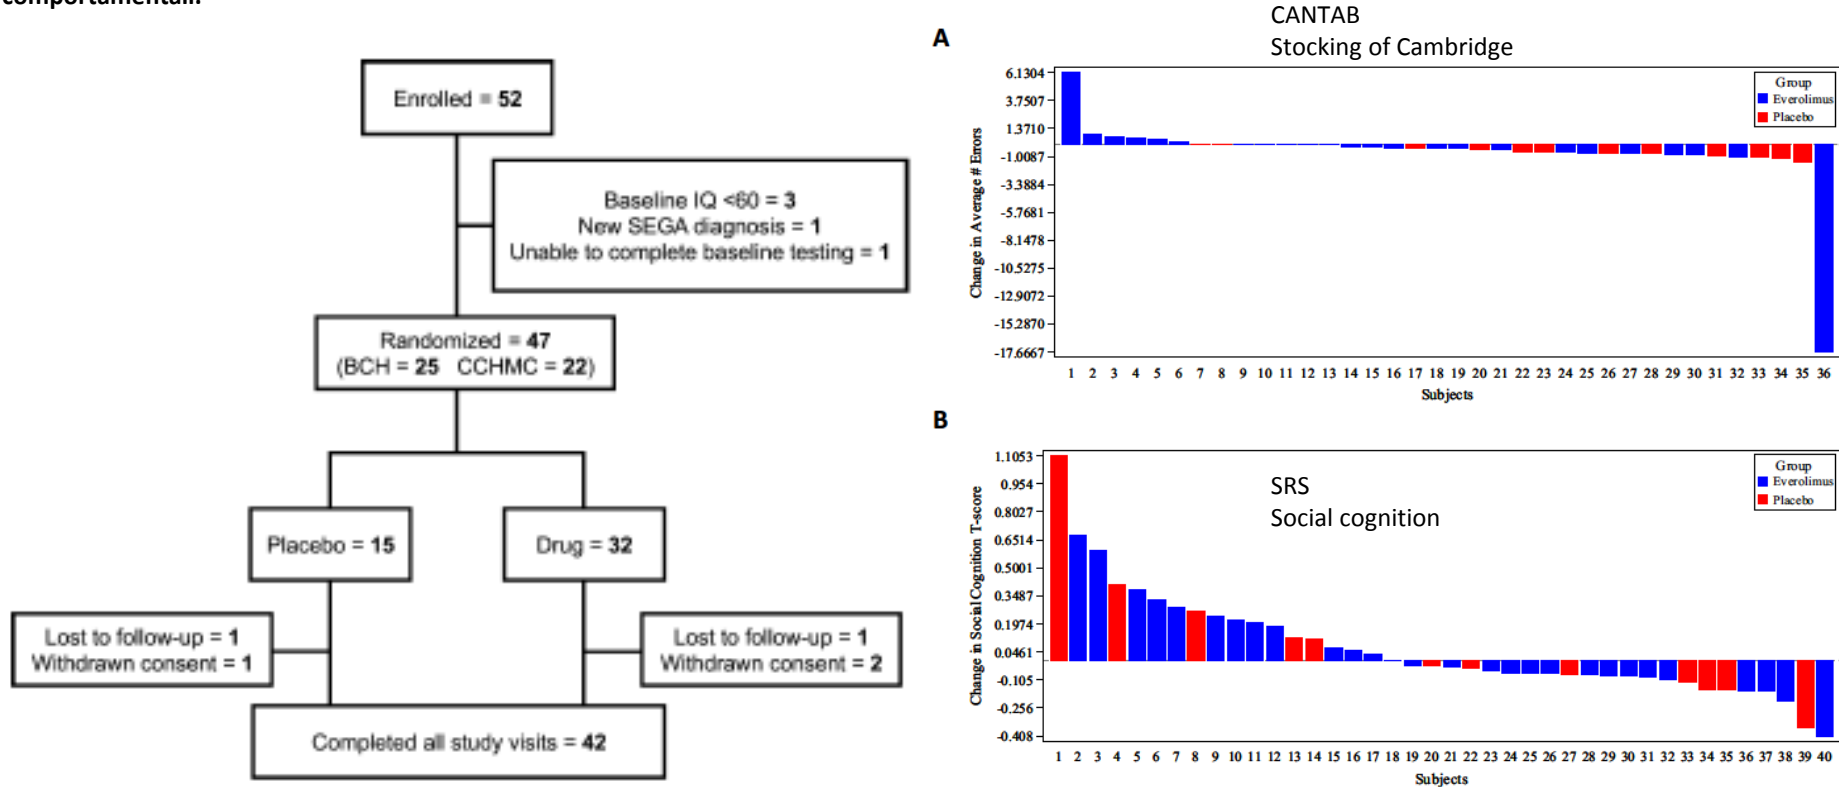 comportamentali.
Enrolled = 52
Baseline IQ <60 = 3
New SEGA diagnosis = 1
Unable to complete baseline testing = 1
Randomized = 47
(BCH = 25 CCHMC = 22)
Placebo = 15
Drug = 32
Lost to follow-up = 1
Withdrawn consent = 1
Lost to follow-up = 1
Withdrawn consent = 2
Completed all study visits = 42
A
CANTAB
Stocking of Cambridge
Change in Average # Errors
6.1304
3.7507
1.3710
-1.0087
-3.3884
-5.7681
-8.1478
-10.5275
-12.9072
-15.2870
-17.6667
Group
Everolimus
Placebo
1 2 3 4 5 6 7 8 9 10 11 12 13 14 15 16 17 18 19 20 21 22 23 24 25 26 27 28 29 30 31 32 33 34 35 36
Subjects
B
SRS
Social cognition
Change in Social Cognition T-score
1.1053
0.954
0.8027
0.6514
0.5001
0.3487
0.1974
0.0461
-0.105
-0.256
-0.408
Group
Everolimus
Placebo
1 2 3 4 5 6 7 8 9 10 11 12 13 14 15 16 17 18 19 20 21 22 23 24 25 26 27 28 29 30 31 32 33 34 35 36 37 38 39 40
Subjects